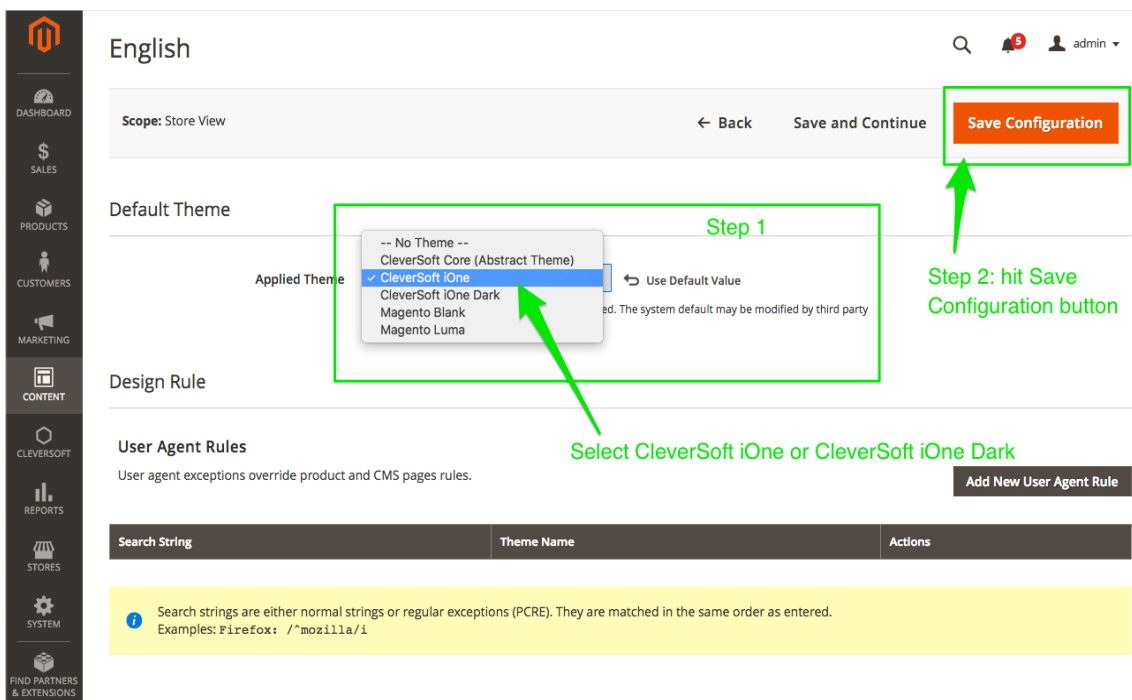 English
5
admin
DASHBOARD
SALES
PRODUCTS
CUSTOMERS
MARKETING
CONTENT
CLEVERSOFT
REPORTS
STORES
SYSTEM
FIND PARTNERS
& EXTENSIONS
Scope: Store View
← Back
Save and Continue
Save Configuration
Default Theme
Step 1
Applied Theme
-- No Theme --
CleverSoft Core (Abstract Theme)
✓ CleverSoft iOne
CleverSoft iOne Dark
Magento Blank
Magento Luma
Use Default Value
ed. The system default may be modified by third party
Step 2: hit Save
Configuration button
Design Rule
Select CleverSoft iOne or CleverSoft iOne Dark
User Agent Rules
User agent exceptions override product and CMS pages rules.
Add New User Agent Rule
Search String
Theme Name
Actions
Search strings are either normal strings or regular exceptions (PCRE). They are matched in the same order as entered.
Examples: Firefox: /^mozilla/i